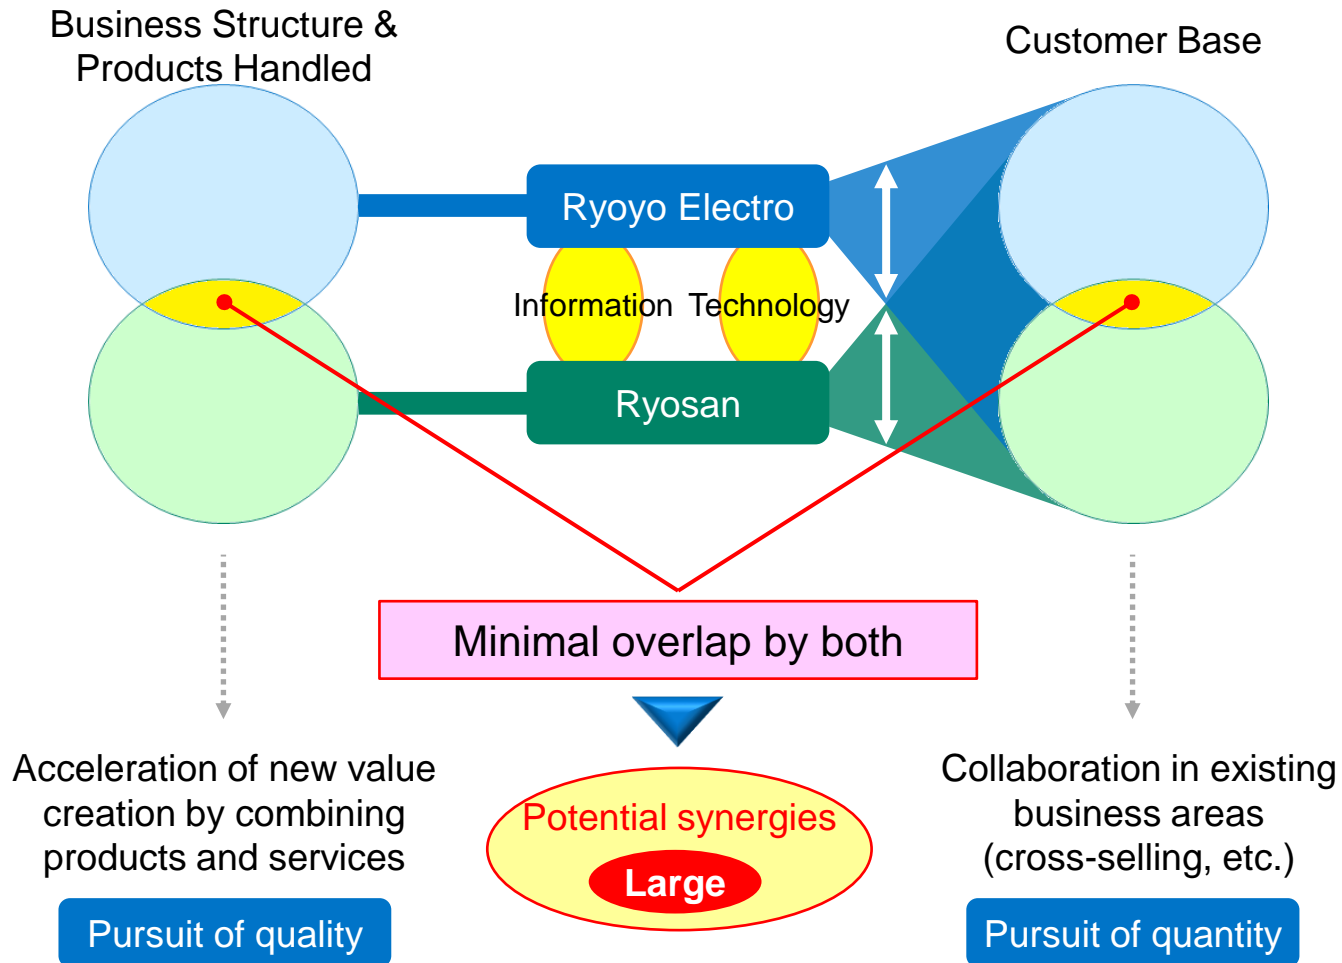 Business Structure &
Products Handled
Customer Base
Ryoyo Electro
Information
Technology
Ryosan
Minimal overlap by both
Acceleration of new value
creation by combining
products and services
Pursuit of quality
Potential synergies
Large
Collaboration in existing
business areas
(cross-selling, etc.)
Pursuit of quantity